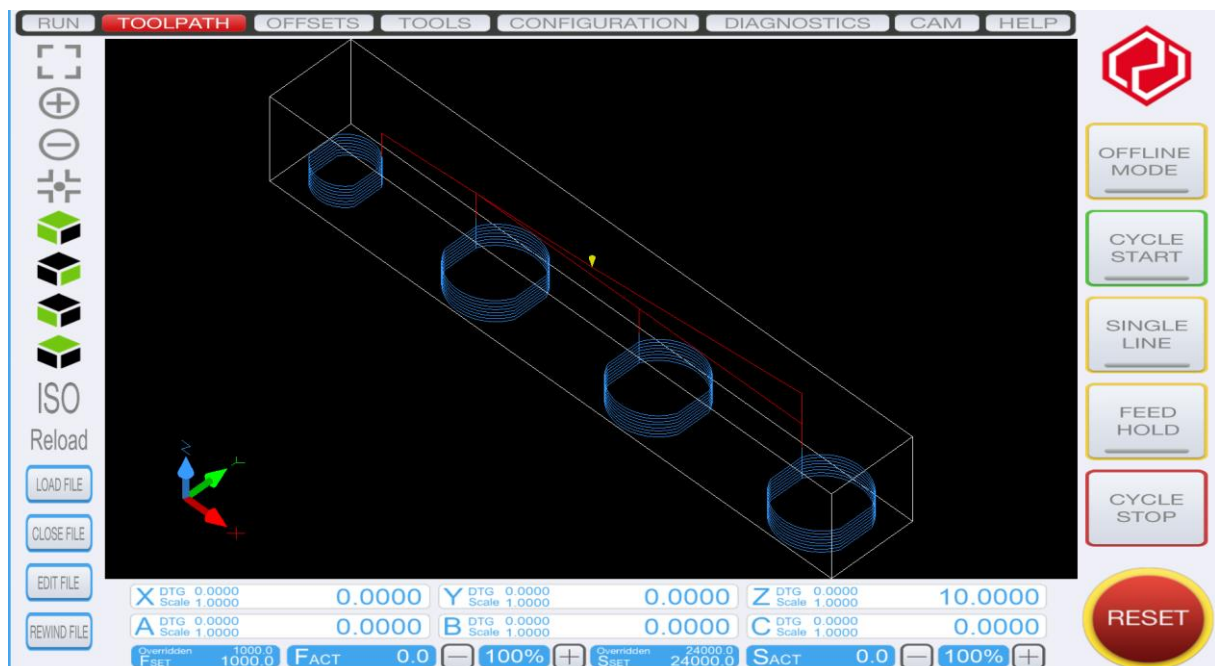 RUN TOOLPATH OFFSETS TOOLS CONFIGURATION DIAGNOSTICS CAM HELP
ISO
Reload
LOAD FILE
CLOSE FILE
EDIT FILE
REWIND FILE
Z
Y
X
OFFLINE
MODE
CYCLE
START
SINGLE
LINE
FEED
HOLD
CYCLE
STOP
RESET
X DTG 0.0000 Scale 1.0000 0.0000
Y DTG 0.0000 Scale 1.0000 0.0000
Z DTG 0.0000 Scale 1.0000 10.0000
A DTG 0.0000 Scale 1.0000 0.0000
B DTG 0.0000 Scale 1.0000 0.0000
C DTG 0.0000 Scale 1.0000 0.0000
Overridden 1000.0
FSET 1000.0
FACT 0.0
100%
Overridden 24000.0
SSET 24000.0
SACT 0.0
100%